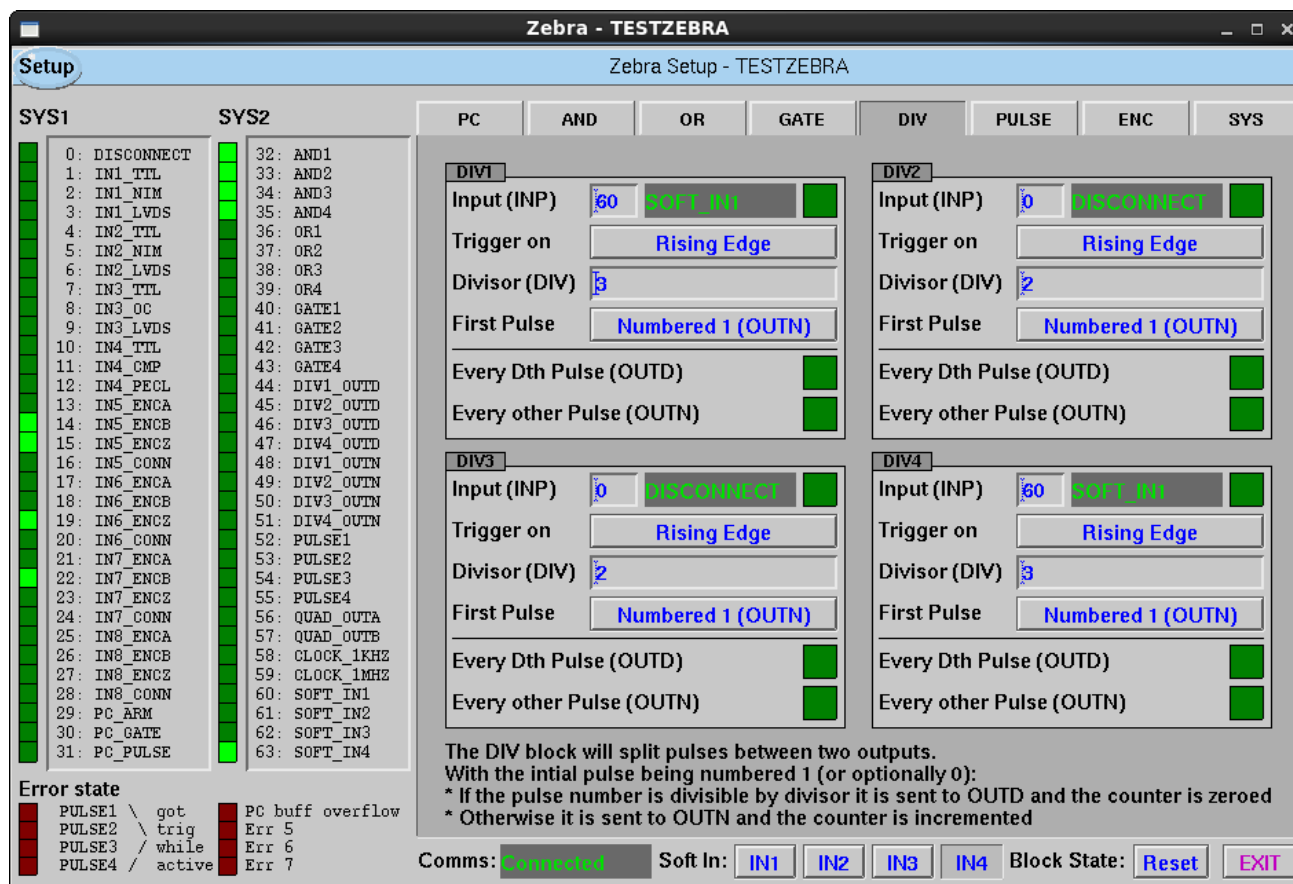 Zebra - TESTZEBRA
Setup
Zebra Setup - TESTZEBRA
SYS1
0: DISCONNECT
1: IN1_TTL
2: IN1_NIM
3: IN1_LVDS
4: IN2_TTL
5: IN2_NIM
6: IN2_LVDS
7: IN3_TTL
8: IN3_OC
9: IN3_LVDS
10: IN4_TTL
11: IN4_CMP
12: IN4_PECL
13: IN5_ENCA
14: IN5_ENCB
15: IN5_ENCZ
16: IN5_CONN
17: IN6_ENCA
18: IN6_ENCB
19: IN6_ENCZ
20: IN6_CONN
21: IN7_ENCA
22: IN7_ENCB
23: IN7_ENCZ
24: IN7_CONN
25: IN8_ENCA
26: IN8_ENCB
27: IN8_ENCZ
28: IN8_CONN
29: PC_ARM
30: PC_GATE
31: PC_PULSE
SYS2
32: AND1
33: AND2
34: AND3
35: AND4
36: OR1
37: OR2
38: OR3
39: OR4
40: GATE1
41: GATE2
42: GATE3
43: GATE4
44: DIV1_OUTD
45: DIV2_OUTD
46: DIV3_OUTD
47: DIV4_OUTD
48: DIV1_OUTN
49: DIV2_OUTN
50: DIV3_OUTN
51: DIV4_OUTN
52: PULSE1
53: PULSE2
54: PULSE3
55: PULSE4
56: QUAD_OUTA
57: QUAD_OUTB
58: CLOCK_1KHZ
59: CLOCK_1MHZ
60: SOFT_IN1
61: SOFT_IN2
62: SOFT_IN3
63: SOFT_IN4
Error state
PULSE1 \ got
PULSE2 \ trig
PULSE3 / while
PULSE4 / active
PC buff overflow
Err 5
Err 6
Err 7
PC AND OR GATE DIV PULSE ENC SYS
DIV1
Input (INP) 60 SOFT_IN1
Trigger on Rising Edge
Divisor (DIV) 3
First Pulse Numbered 1 (OUTN)
Every Dth Pulse (OUTD)
Every other Pulse (OUTN)
DIV2
Input (INP) 0 DISCONNECT
Trigger on Rising Edge
Divisor (DIV) 2
First Pulse Numbered 1 (OUTN)
Every Dth Pulse (OUTD)
Every other Pulse (OUTN)
DIV3
Input (INP) 0 DISCONNECT
Trigger on Rising Edge
Divisor (DIV) 2
First Pulse Numbered 1 (OUTN)
Every Dth Pulse (OUTD)
Every other Pulse (OUTN)
DIV4
Input (INP) 60 SOFT_IN1
Trigger on Rising Edge
Divisor (DIV) 3
First Pulse Numbered 1 (OUTN)
Every Dth Pulse (OUTD)
Every other Pulse (OUTN)
The DIV block will split pulses between two outputs.
With the intial pulse being numbered 1 (or optionally 0):
* If the pulse number is divisible by divisor it is sent to OUTD and the counter is zeroed
* Otherwise it is sent to OUTN and the counter is incremented
Comms: Connected Soft In: IN1 IN2 IN3 IN4 Block State: Reset EXIT